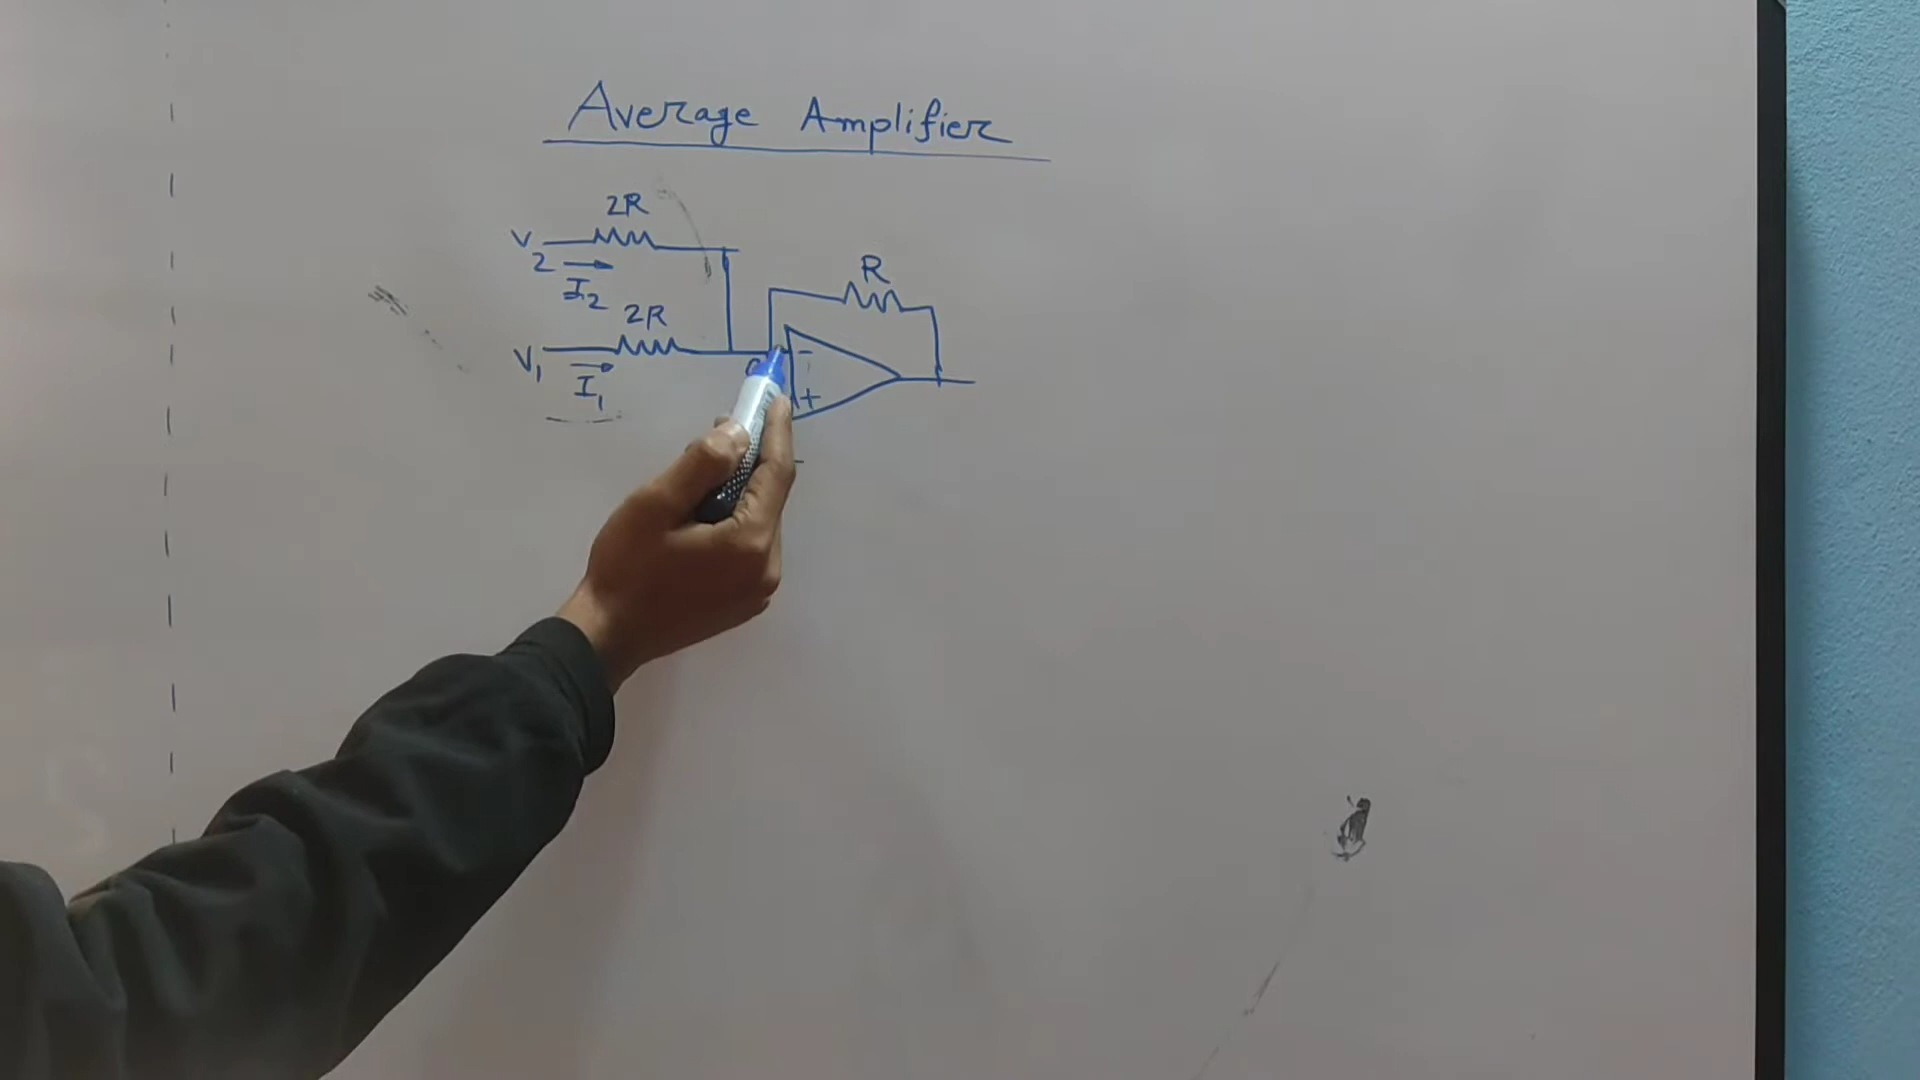 Average Amplifier
2R
V2
I2
R
2R
V1
I1
-
+